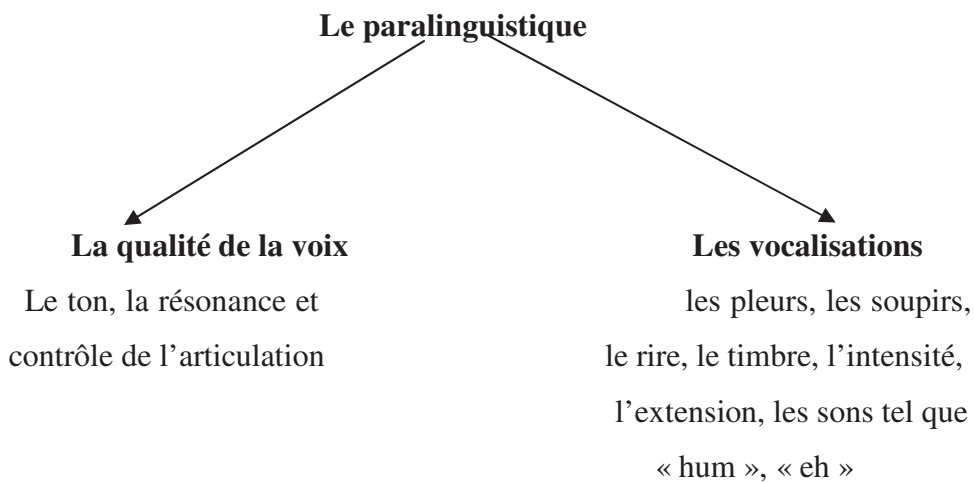 Le paralinguistique
La qualité de la voix
Le ton, la résonance et
contrôle de l’articulation
Les vocalisations
les pleurs, les soupirs,
le rire, le timbre, l’intensité,
l’extension, les sons tel que
« hum », « eh »